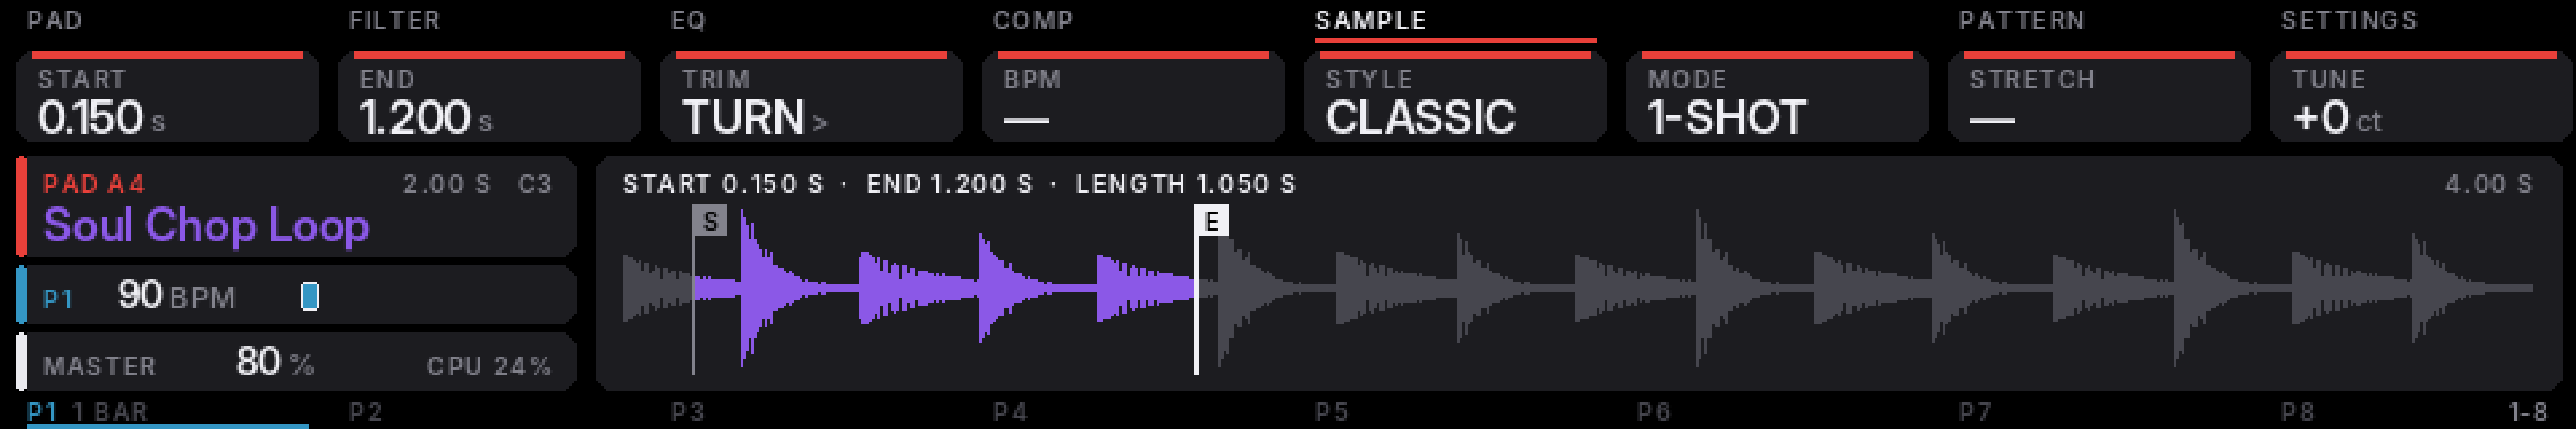 PAD FILTER EQ COMP SAMPLE PATTERN SETTINGS
START END TRIM BPM STYLE MODE STRETCH TUNE
0.150 s 1.200 s TURN > — CLASSIC 1-SHOT — +0 ct
PAD A4 2.00 S C3
Soul Chop Loop
P1 90 BPM
MASTER 80 % CPU 24%
START 0.150 S · END 1.200 S · LENGTH 1.050 S 4.00 S
S E
P1 1 BAR P2 P3 P4 P5 P6 P7 P8 1-8